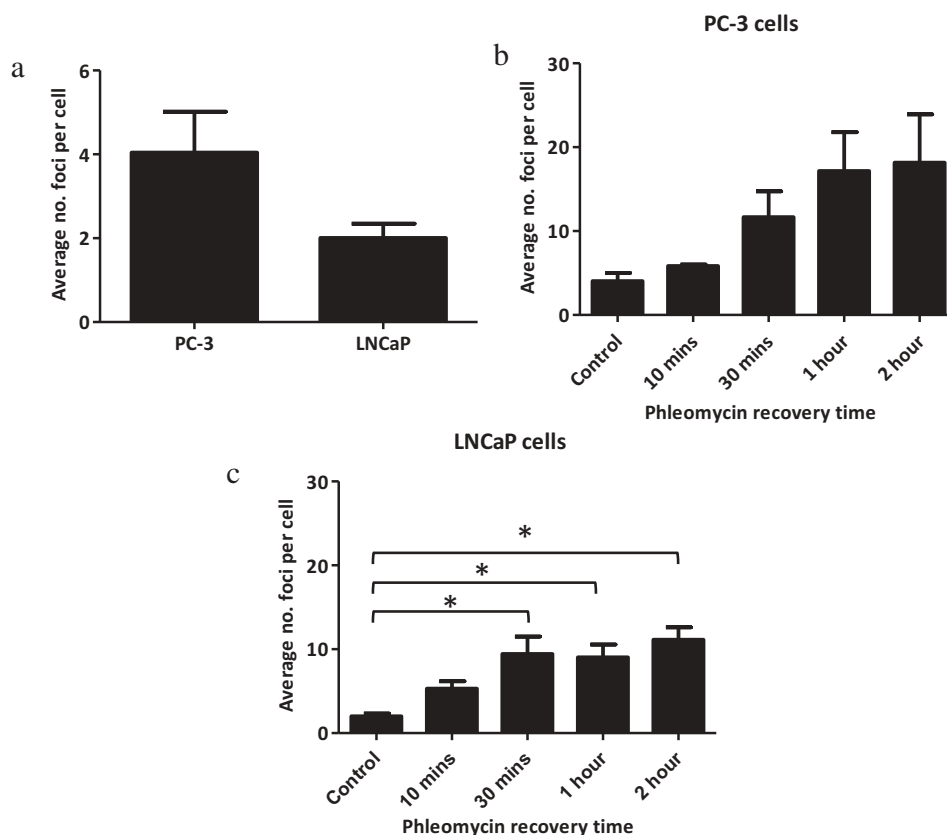 a
Average no. foci per cell
6
4
2
0
PC-3
LNCaP
PC-3 cells
b
Average no. foci per cell
30
20
10
0
Control
10 mins
30 mins
1 hour
2 hour
Phleomycin recovery time
LNCaP cells
c
Average no. foci per cell
30
20
10
0
*
*
*
Control
10 mins
30 mins
1 hour
2 hour
Phleomycin recovery time